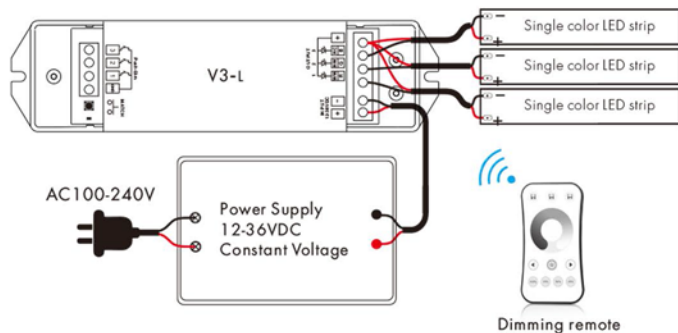 Single color LED strip
V3-L
Single color LED strip
Single color LED strip
AC100-240V
Power Supply
12-36VDC
Constant Voltage
Dimming remote